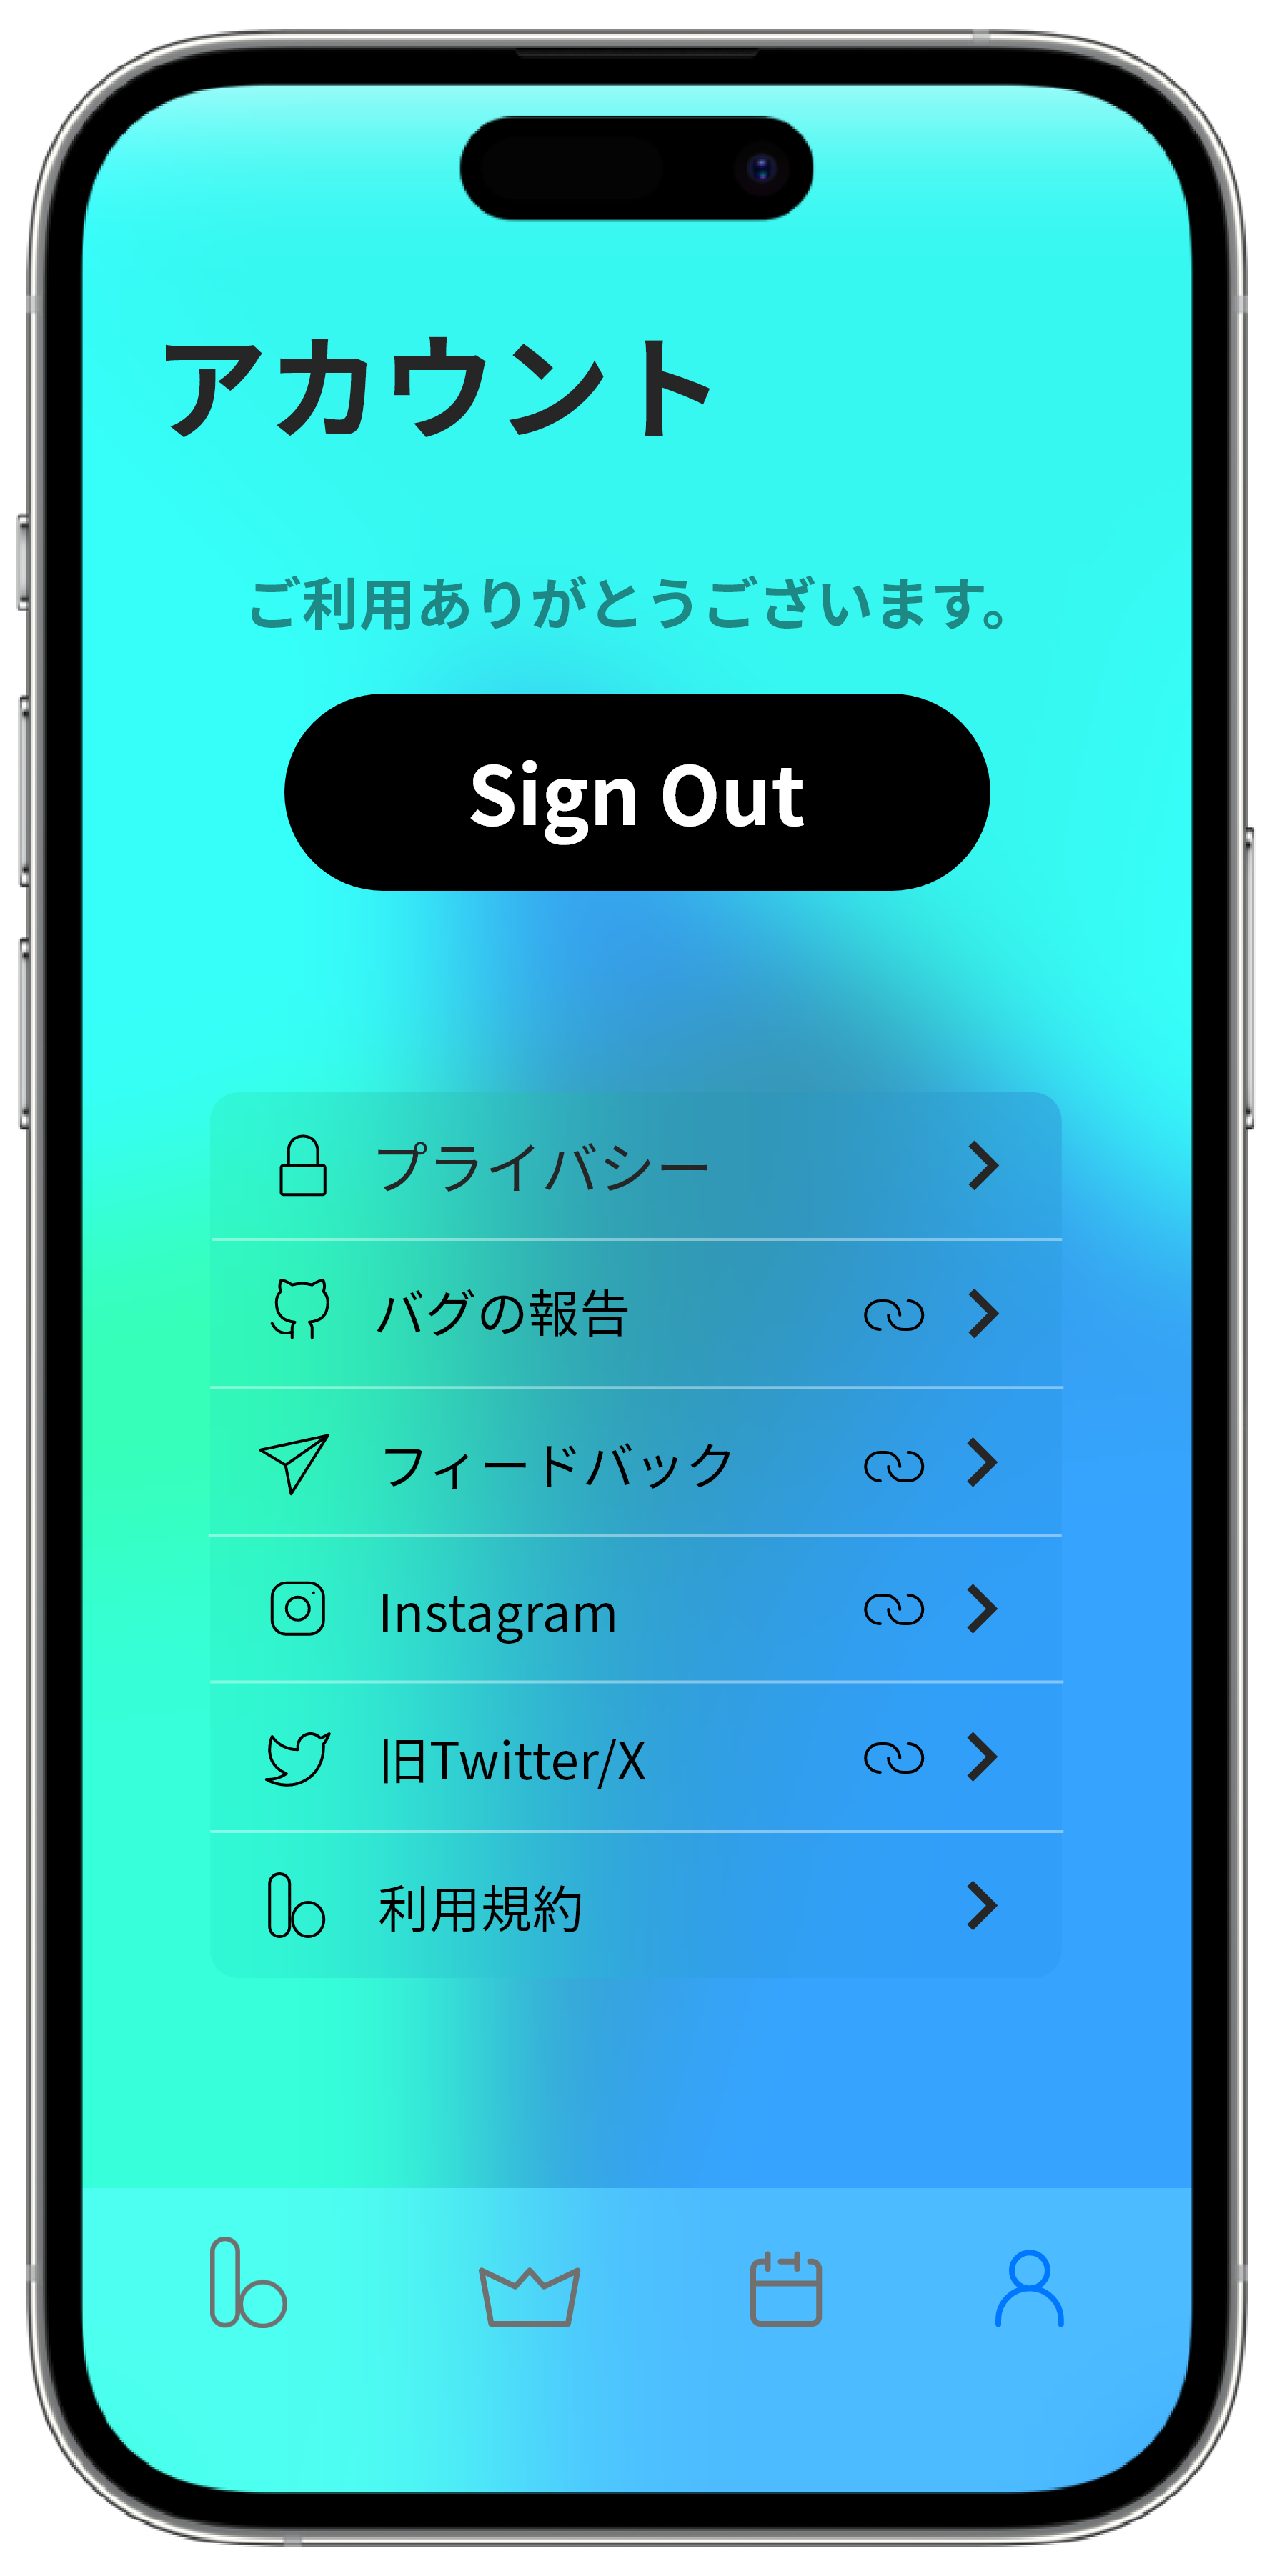 アカウント
ご利用ありがとうございます。
Sign Out
プライバシー
バグの報告
フィードバック
Instagram
旧Twitter/X
利用規約